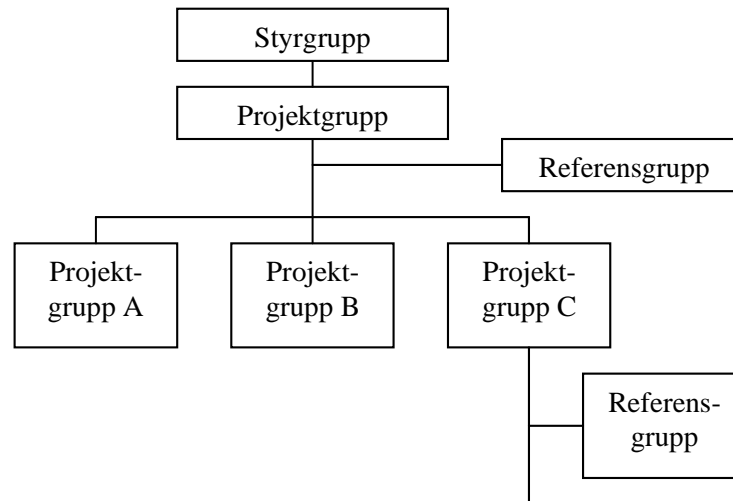 Styrgrupp
Projektgrupp
Referensgrupp
Projekt-
grupp A
Projekt-
grupp B
Projekt-
grupp C
Referens-
grupp